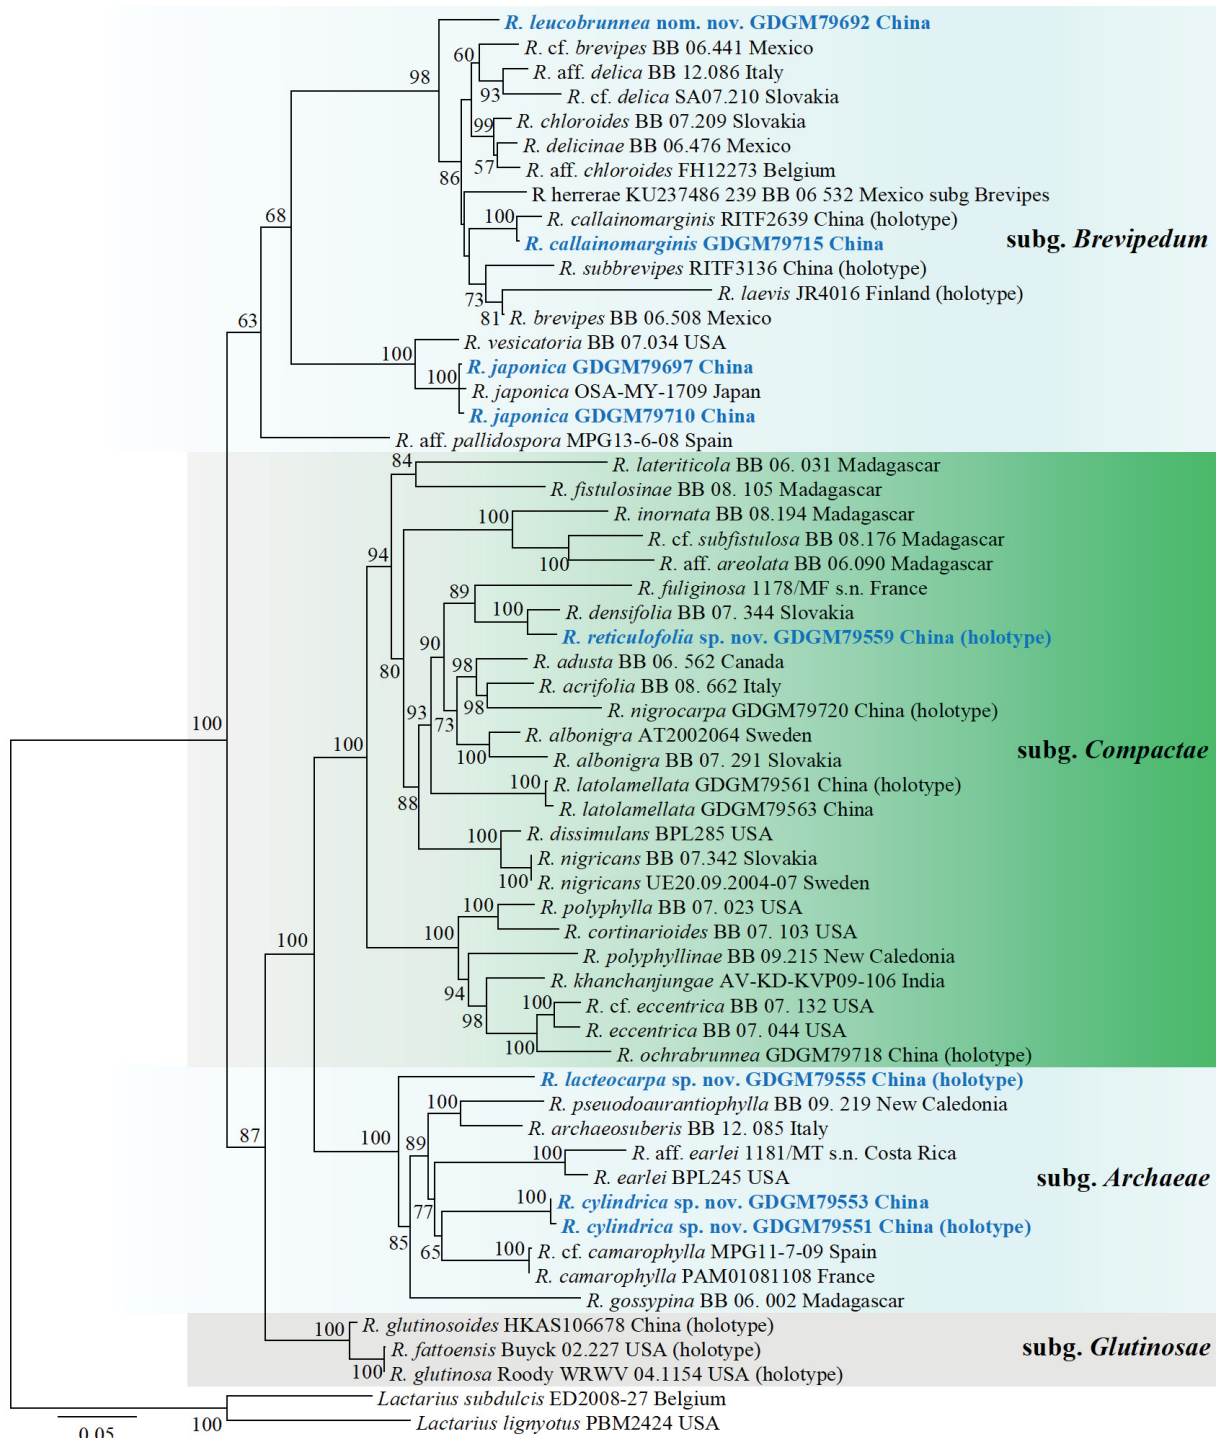 R. leucobrunnea nom. nov. GDGM79692 China
60
R. cf. brevipes BB 06.441 Mexico
98
R. aff. delica BB 12.086 Italy
93
R. cf. delica SA07.210 Slovakia
99
R. chloroides BB 07.209 Slovakia
R. delicinae BB 06.476 Mexico
57
R. aff. chloroides FH12273 Belgium
86
R herrerae KU237486 239 BB 06 532 Mexico subg Brevipes
68
100
R. callainomarginis RITF2639 China (holotype)
R. callainomarginis GDGM79715 China
subg. Brevipedum
R. subbrevipes RITF3136 China (holotype)
73
R. laevis JR4016 Finland (holotype)
63
81
R. brevipes BB 06.508 Mexico
R. vesicatoria BB 07.034 USA
100
R. japonica GDGM79697 China
100
R. japonica OSA-MY-1709 Japan
R. japonica GDGM79710 China
R. aff. pallidospora MPG13-6-08 Spain
84
R. lateriticola BB 06. 031 Madagascar
R. fistulosinae BB 08. 105 Madagascar
100
R. inornata BB 08.194 Madagascar
R. cf. subfistulosa BB 08.176 Madagascar
94
100
R. aff. areolata BB 06.090 Madagascar
89
R. fuliginosa 1178/MF s.n. France
100
R. densifolia BB 07. 344 Slovakia
R. reticulofolia sp. nov. GDGM79559 China (holotype)
90
80
98
R. adusta BB 06. 562 Canada
R. acrifolia BB 08. 662 Italy
98
R. nigrocarpa GDGM79720 China (holotype)
93
73
100
R. albonigra AT2002064 Sweden
100
100
R. albonigra BB 07. 291 Slovakia
subg. Compactae
100
R. latolamellata GDGM79561 China (holotype)
88
R. latolamellata GDGM79563 China
100
R. dissimulans BPL285 USA
R. nigricans BB 07.342 Slovakia
100
R. nigricans UE20.09.2004-07 Sweden
100
R. polyphylla BB 07. 023 USA
100
R. cortinarioides BB 07. 103 USA
100
R. polyphyllinae BB 09.215 New Caledonia
94
R. khanchanjungae AV-KD-KVP09-106 India
100
R. cf. eccentrica BB 07. 132 USA
98
R. eccentrica BB 07. 044 USA
100
R. ochrabrunnea GDGM79718 China (holotype)
R. lacteocarpa sp. nov. GDGM79555 China (holotype)
100
R. pseudoaurantiophylla BB 09. 219 New Caledonia
R. archaeosuberis BB 12. 085 Italy
87
100
89
100
R. aff. earlei 1181/MT s.n. Costa Rica
R. earlei BPL245 USA
subg. Archaeae
100
R. cylindrica sp. nov. GDGM79553 China
77
R. cylindrica sp. nov. GDGM79551 China (holotype)
85
65
100
R. cf. camarophylla MPG11-7-09 Spain
R. camarophylla PAM01081108 France
R. gossypina BB 06. 002 Madagascar
100
R. glutinosoides HKAS106678 China (holotype)
R. fattoensis Buyck 02.227 USA (holotype)
subg. Glutinosae
100
R. glutinosa Roody WRWV 04.1154 USA (holotype)
Lactarius subdulcis ED2008-27 Belgium
100
Lactarius lignyotus PBM2424 USA
0.05